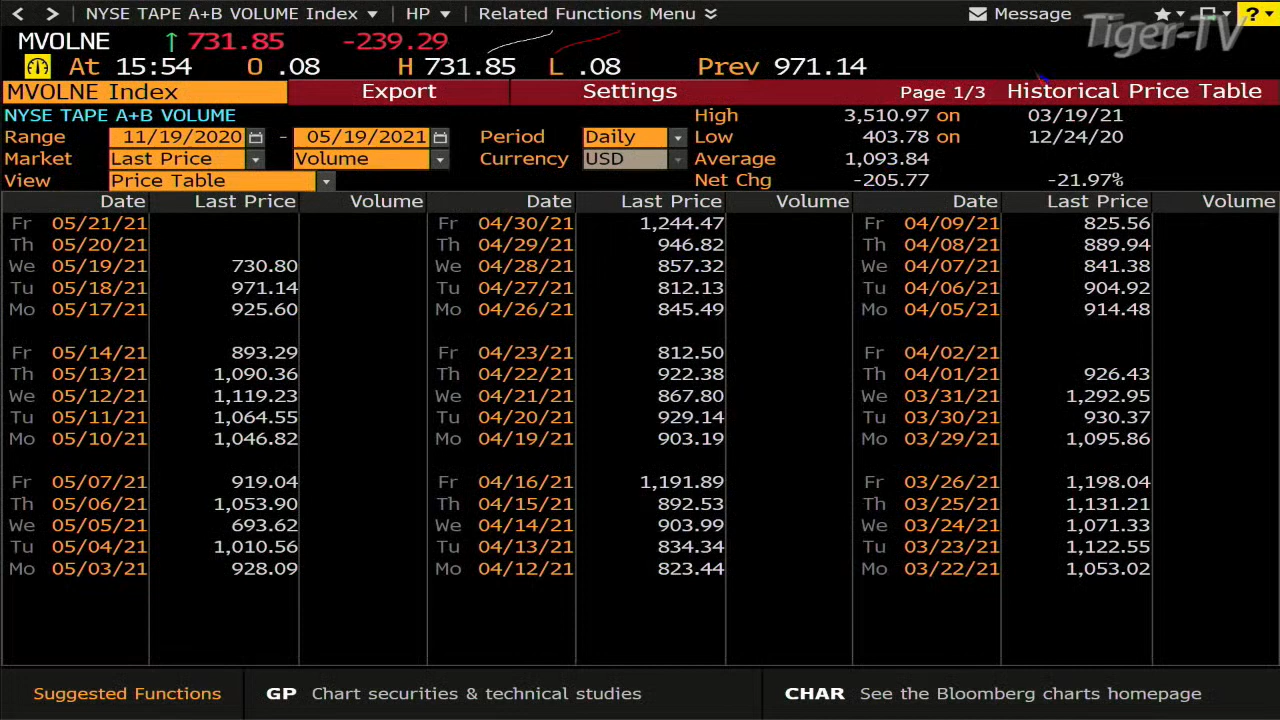 NYSE TAPE A+B VOLUME Index HP Related Functions Menu Message ?
Tiger-TV
MVOLNE ↑ 731.85 -239.29
At 15:54 O .08 H 731.85 L .08 Prev 971.14
MVOLNE Index Export Settings Page 1/3 Historical Price Table
NYSE TAPE A+B VOLUME High 3,510.97 on 03/19/21
Range 11/19/2020 - 05/19/2021 Period Daily Low 403.78 on 12/24/20
Market Last Price Volume Currency USD Average 1,093.84
View Price Table Net Chg -205.77 -21.97%
Date Last Price Volume Date Last Price Volume Date Last Price Volume
Fr 05/21/21 Fr 04/30/21 1,244.47 Fr 04/09/21 825.56
Th 05/20/21 Th 04/29/21 946.82 Th 04/08/21 889.94
We 05/19/21 730.80 We 04/28/21 857.32 We 04/07/21 841.38
Tu 05/18/21 971.14 Tu 04/27/21 812.13 Tu 04/06/21 904.92
Mo 05/17/21 925.60 Mo 04/26/21 845.49 Mo 04/05/21 914.48
Fr 05/14/21 893.29 Fr 04/23/21 812.50 Fr 04/02/21
Th 05/13/21 1,090.36 Th 04/22/21 922.38 Th 04/01/21 926.43
We 05/12/21 1,119.23 We 04/21/21 867.80 We 03/31/21 1,292.95
Tu 05/11/21 1,064.55 Tu 04/20/21 929.14 Tu 03/30/21 930.37
Mo 05/10/21 1,046.82 Mo 04/19/21 903.19 Mo 03/29/21 1,095.86
Fr 05/07/21 919.04 Fr 04/16/21 1,191.89 Fr 03/26/21 1,198.04
Th 05/06/21 1,053.90 Th 04/15/21 892.53 Th 03/25/21 1,131.21
We 05/05/21 693.62 We 04/14/21 903.99 We 03/24/21 1,071.33
Tu 05/04/21 1,010.56 Tu 04/13/21 834.34 Tu 03/23/21 1,122.55
Mo 05/03/21 928.09 Mo 04/12/21 823.44 Mo 03/22/21 1,053.02
Suggested Functions GP Chart securities & technical studies CHAR See the Bloomberg charts homepage